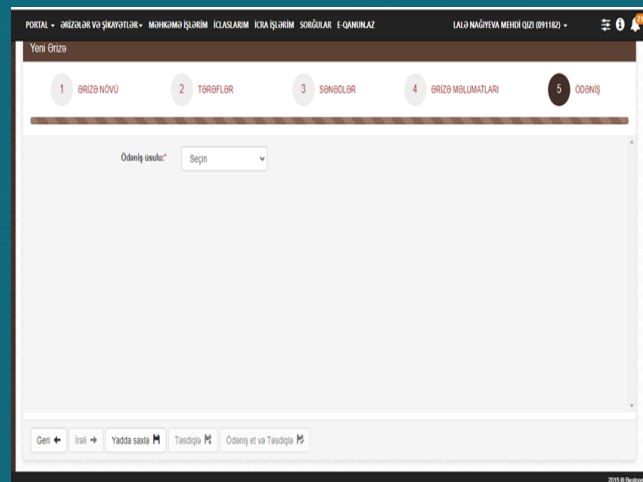 PORTAL ƏRİZƏLƏR VƏ ŞİKAYƏTLƏR MƏHKƏMƏ İŞLƏRİM İCLASLARIM İCRA İŞLƏRİM SORĞULAR E-QANUN.AZ LALƏ NAĞIYEVA MEHDİ QIZI (091182)
Yeni Ərizə
1 ƏRİZƏ NÖVÜ 2 TƏRƏFLƏR 3 SƏNƏDLƏR 4 ƏRİZƏ MƏLUMATLARI 5 ÖDƏNİŞ
Ödəniş üsulu:* Seçin
Geri İrəli Yadda saxla Təsdiqlə Ödəniş et və Təsdiqlə
2015 ©